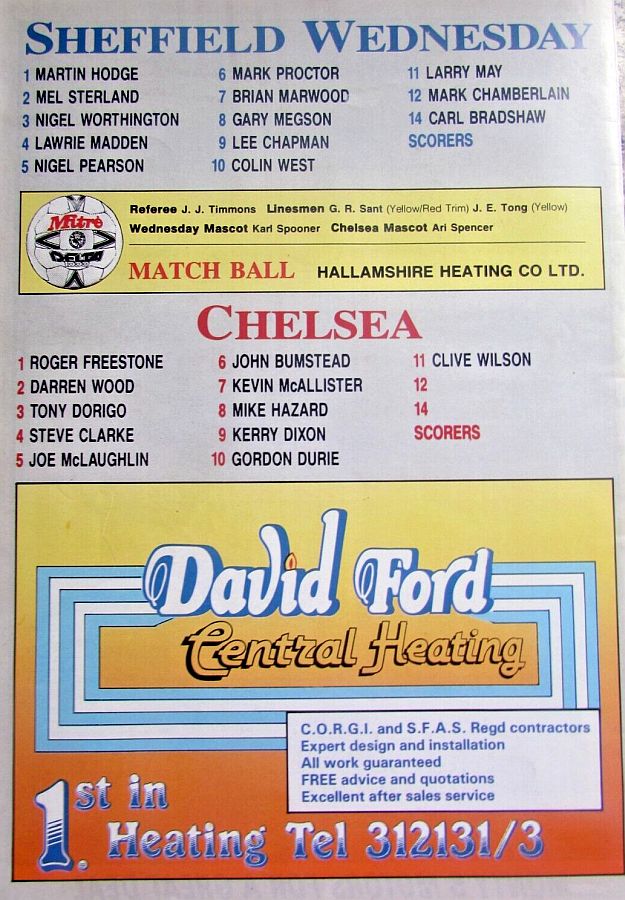 SHEFFIELD WEDNESDAY
1 MARTIN HODGE
2 MEL STERLAND
3 NIGEL WORTHINGTON
4 LAWRIE MADDEN
5 NIGEL PEARSON
6 MARK PROCTOR
7 BRIAN MARWOOD
8 GARY MEGSON
9 LEE CHAPMAN
10 COLIN WEST
11 LARRY MAY
12 MARK CHAMBERLAIN
14 CARL BRADSHAW
SCORERS
Mitre
DELTA
Referee J. J. Timmons Linesmen G. R. Sant (Yellow/Red Trim) J. E. Tong (Yellow)
Wednesday Mascot Karl Spooner Chelsea Mascot Ari Spencer
MATCH BALL HALLAMSHIRE HEATING CO LTD.
CHELSEA
1 ROGER FREESTONE
2 DARREN WOOD
3 TONY DORIGO
4 STEVE CLARKE
5 JOE McLAUGHLIN
6 JOHN BUMSTEAD
7 KEVIN McALLISTER
8 MIKE HAZARD
9 KERRY DIXON
10 GORDON DURIE
11 CLIVE WILSON
12
14
SCORERS
David Ford
Central Heating
C.O.R.G.I. and S.F.A.S. Regd contractors
Expert design and installation
All work guaranteed
FREE advice and quotations
Excellent after sales service
1st in
Heating Tel 312131/3